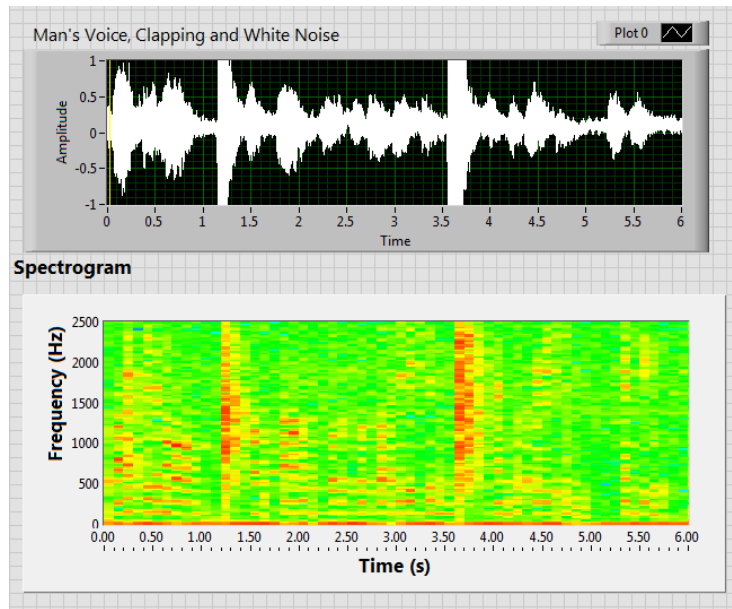 Man's Voice, Clapping and White Noise
Plot 0
1
0.5
0
-0.5
-1
Amplitude
0 0.5 1 1.5 2 2.5 3 3.5 4 4.5 5 5.5 6
Time
Spectrogram
2500
2000
1500
1000
500
0
Frequency (Hz)
0.00 0.50 1.00 1.50 2.00 2.50 3.00 3.50 4.00 4.50 5.00 5.50 6.00
Time (s)